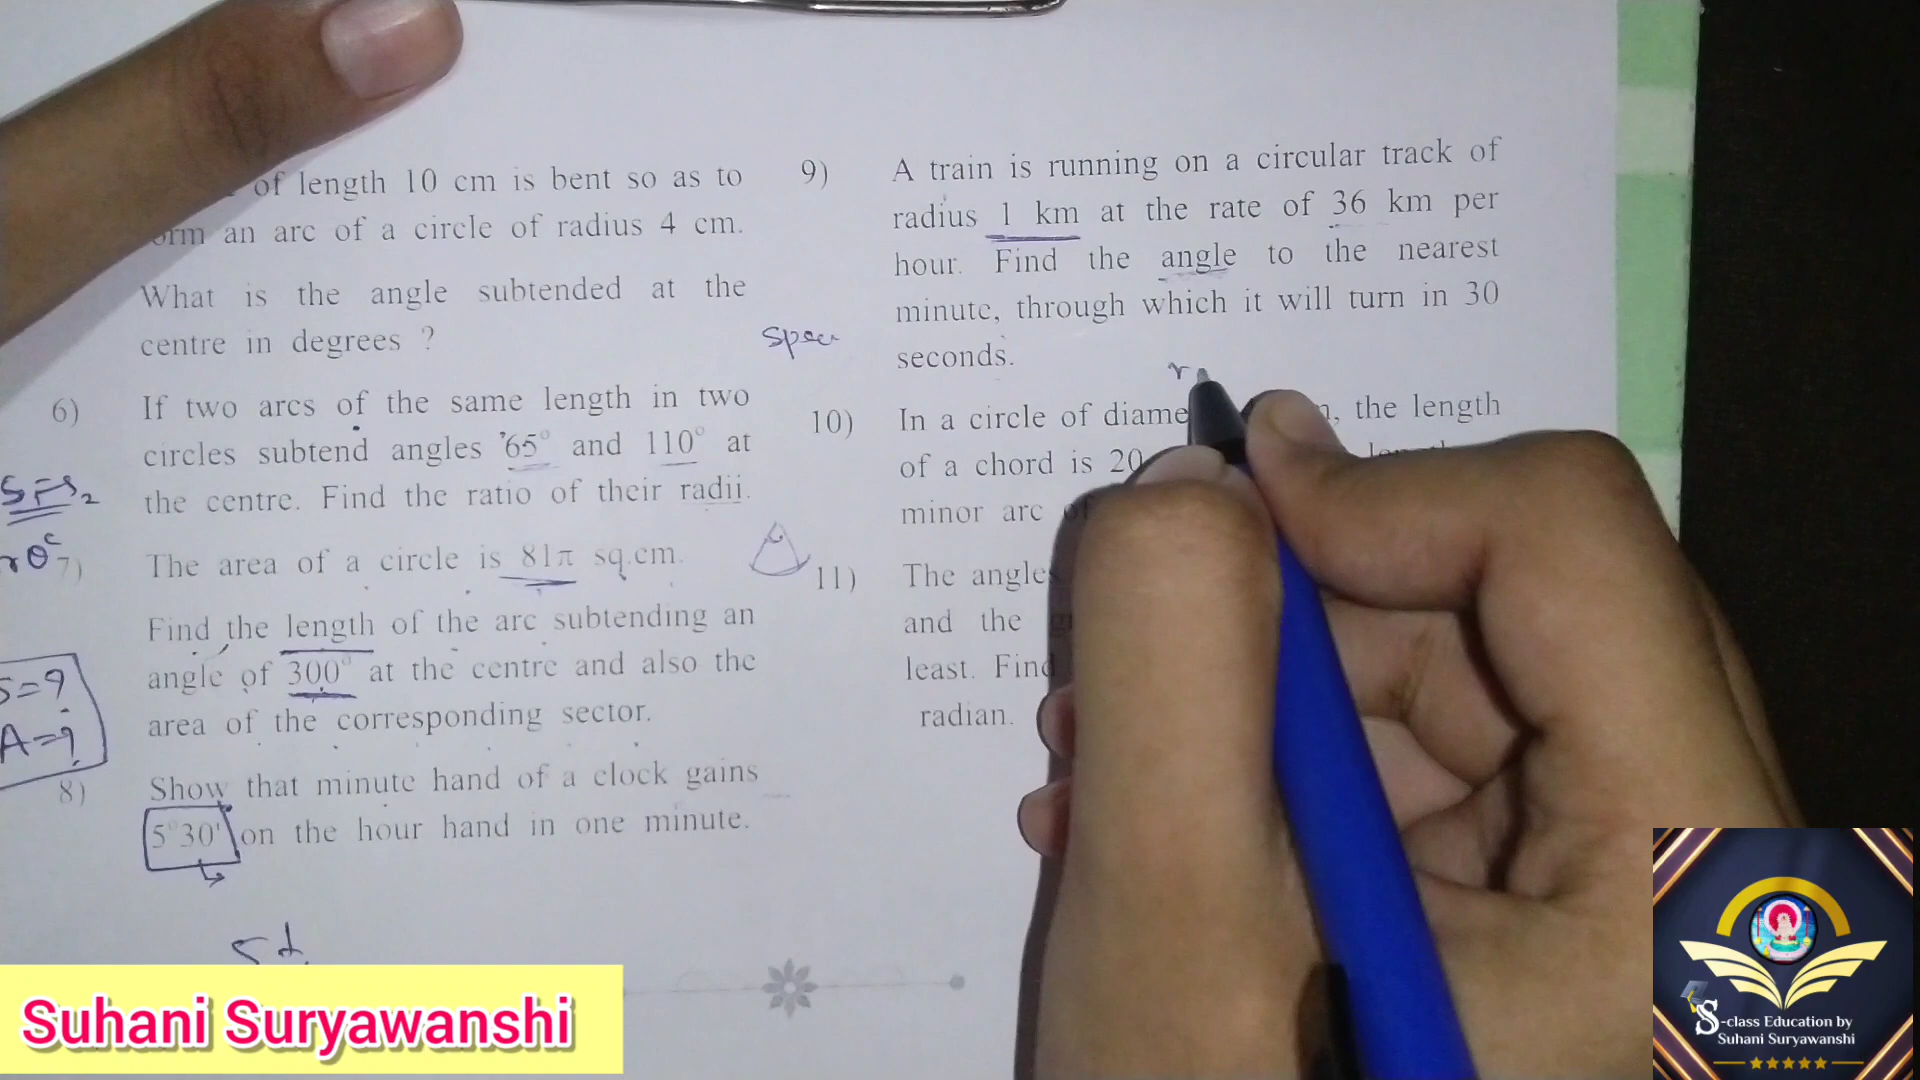 of length 10 cm is bent so as to
an arc of a circle of radius 4 cm.
What is the angle subtended at the
centre in degrees ?
6) If two arcs of the same length in two
circles subtend angles 65° and 110° at
the centre. Find the ratio of their radii.
7) The area of a circle is 81π sq.cm.
Find the length of the arc subtending an
angle of 300° at the centre and also the
area of the corresponding sector.
8) Show that minute hand of a clock gains
5°30' on the hour hand in one minute.
S=?
A=?
9) A train is running on a circular track of
radius 1 km at the rate of 36 km per
hour. Find the angle to the nearest
minute, through which it will turn in 30
seconds.
r
10) In a circle of the length
of a chord is 20
minor arc
11) The
and the
least. Find
radian.
Suhani Suryawanshi
S-class Education by
Suhani Suryawanshi